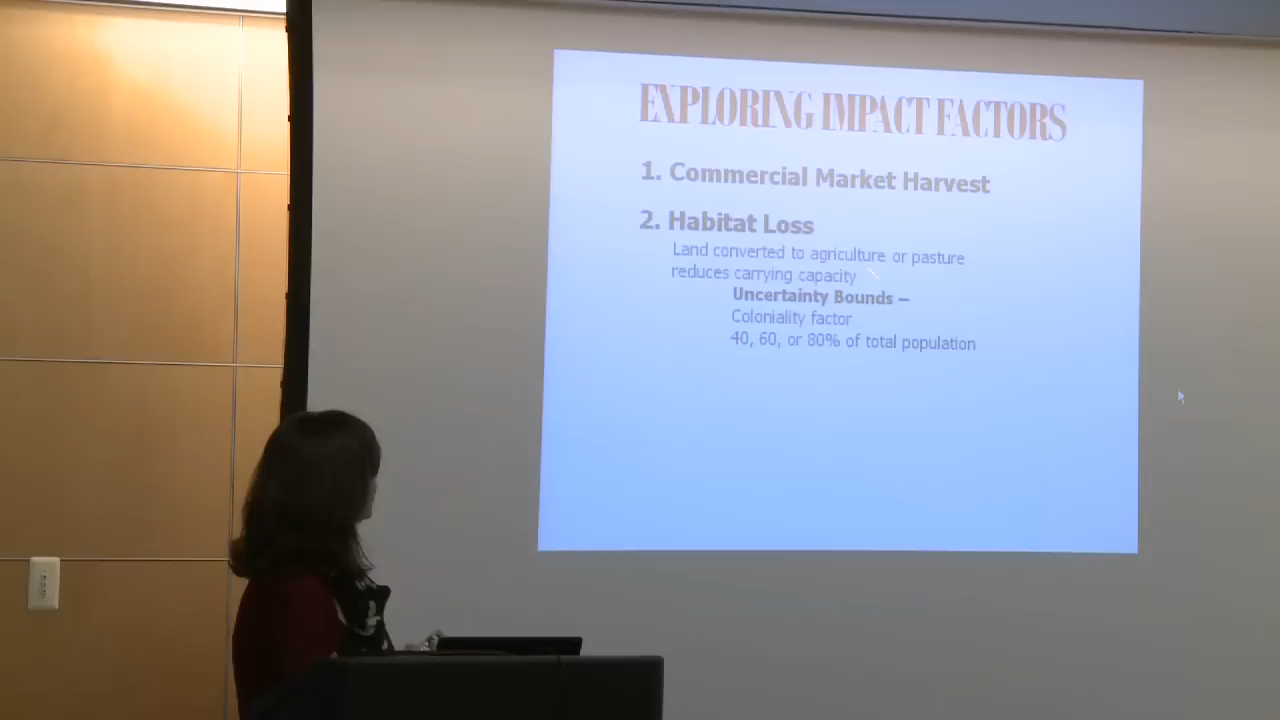 EXPLORING IMPACT FACTORS
1. Commercial Market Harvest
2. Habitat Loss
Land converted to agriculture or pasture
reduces carrying capacity
Uncertainty Bounds –
Coloniality factor
40, 60, or 80% of total population